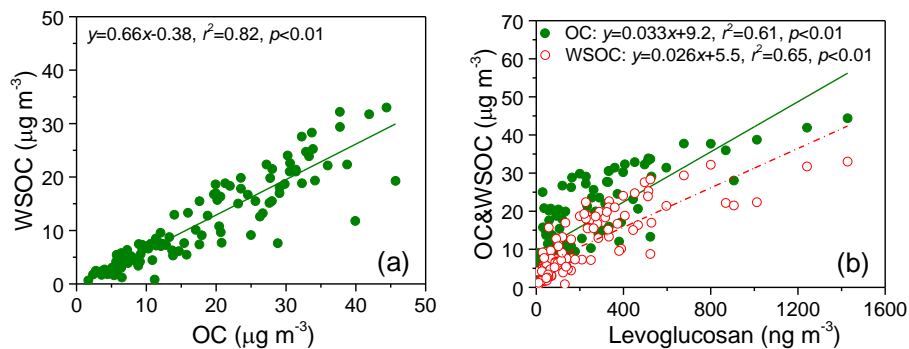 y=0.66x-0.38, r²=0.82, p<0.01
WSOC (μg m⁻³)
40
30
20
10
0
(a)
0 10 20 30 40 50
OC (μg m⁻³)
OC: y=0.033x+9.2, r²=0.61, p<0.01
WSOC: y=0.026x+5.5, r²=0.65, p<0.01
OC&WSOC (μg m⁻³)
70
60
50
40
30
20
10
0
(b)
0 400 800 1200 1600
Levoglucosan (ng m⁻³)